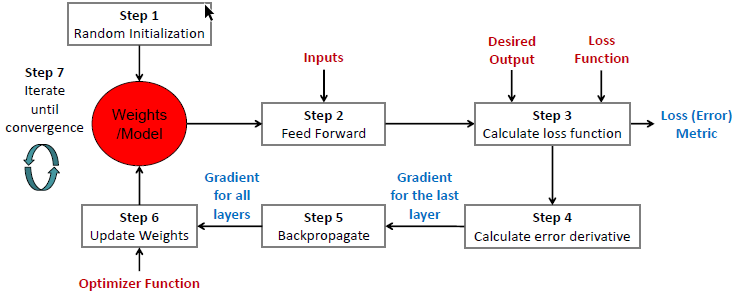 Step 1
Random Initialization
Step 7
Iterate
until
convergence
Weights
/Model
Inputs
Step 2
Feed Forward
Desired
Output
Loss
Function
Step 3
Calculate loss function
Loss (Error)
Metric
Step 4
Calculate error derivative
Gradient
for the last
layer
Step 5
Backpropagate
Gradient
for all
layers
Step 6
Update Weights
Optimizer Function